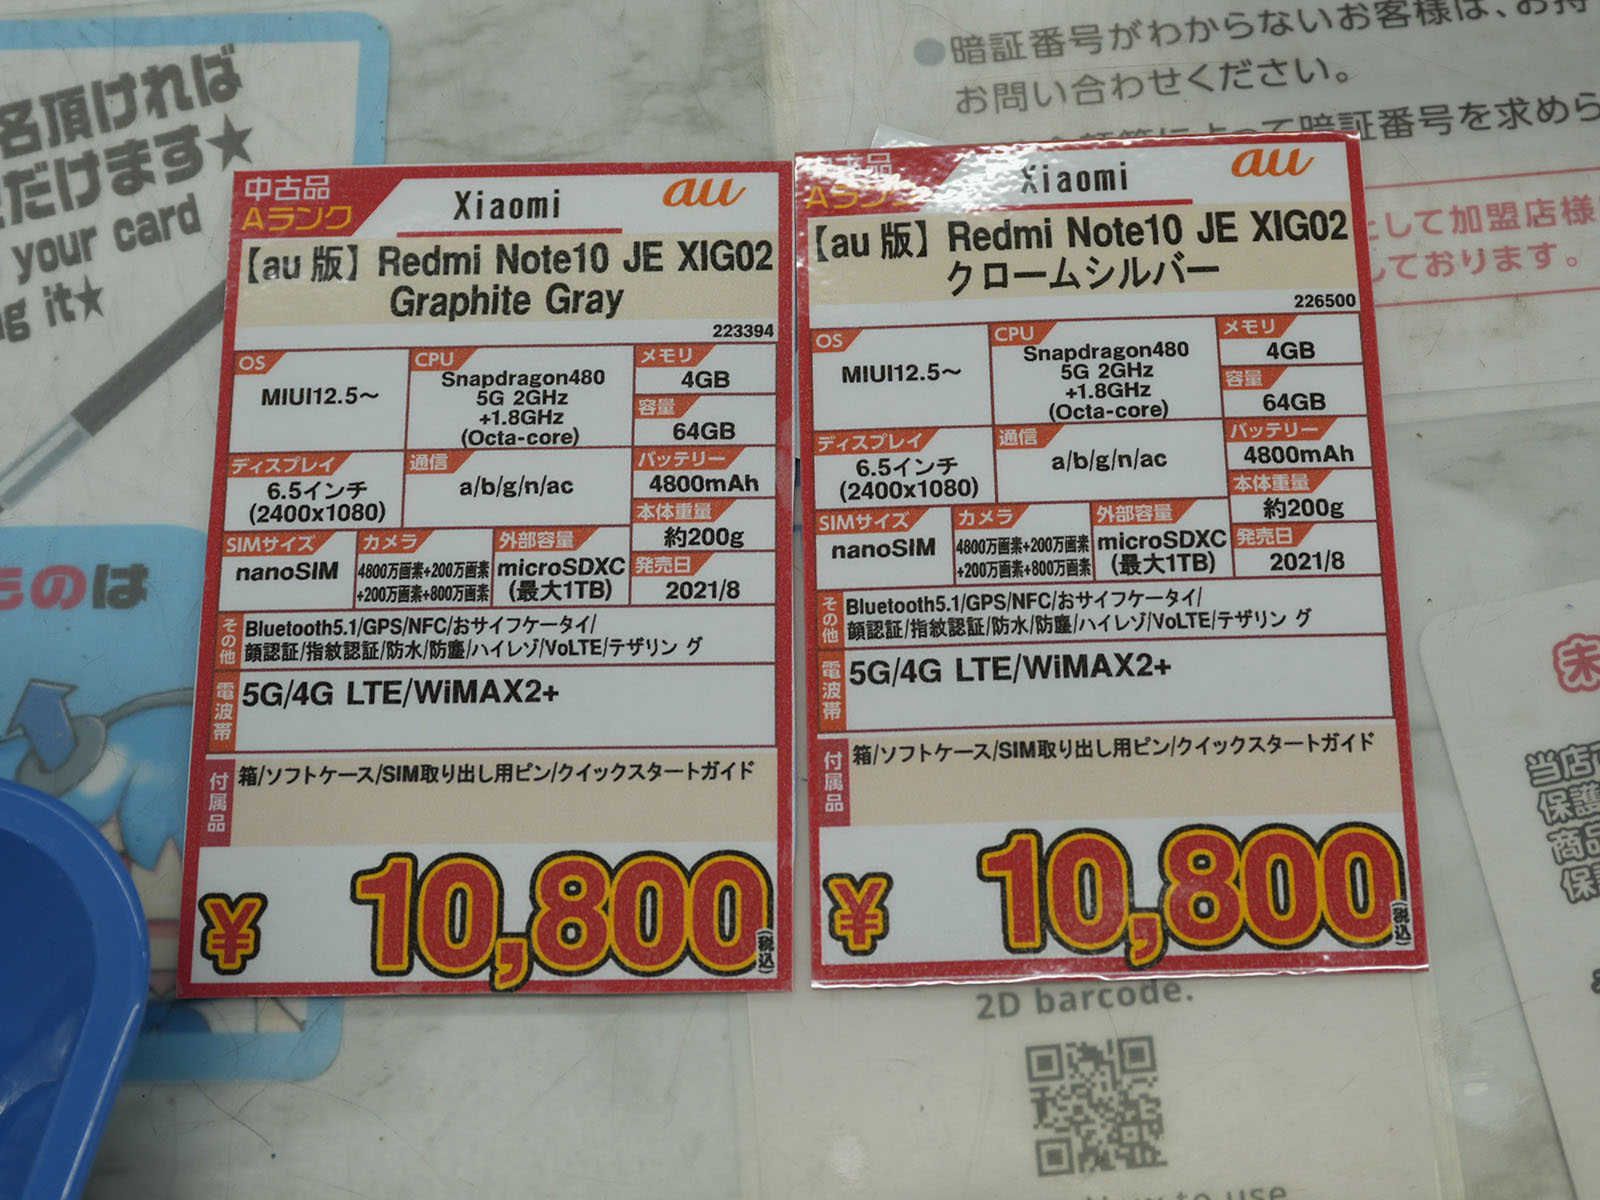 名頂ければ
だけます★
your card
g it★
ものは
●暗証番号がわからないお客様は、お持
お問い合わせください。
によって暗証番号を求めら
として加盟店様
しております。
中古品
Aランク
Xiaomi
au
【au 版】 Redmi Note10 JE XIG02
Graphite Gray
223394
OS
MIUI12.5～
CPU
Snapdragon480
5G 2GHz
+1.8GHz
(Octa-core)
メモリ
4GB
容量
64GB
ディスプレイ
6.5インチ
(2400x1080)
通信
a/b/g/n/ac
バッテリー
4800mAh
本体重量
約200g
SIMサイズ
nanoSIM
カメラ
4800万画素+200万画素
+200万画素+800万画素
外部容量
microSDXC
(最大1TB)
発売日
2021/8
その他
Bluetooth5.1/GPS/NFC/おサイフケータイ/
顔認証/指紋認証/防水/防塵/ハイレゾ/VoLTE/テザリン グ
電波帯
5G/4G LTE/WiMAX2+
付属品
箱/ソフトケース/SIM取り出し用ピン/クイックスタートガイド
¥10,800
(税込)
中古品
Aランク
Xiaomi
au
【au 版】 Redmi Note10 JE XIG02
クロームシルバー
226500
OS
MIUI12.5～
CPU
Snapdragon480
5G 2GHz
+1.8GHz
(Octa-core)
メモリ
4GB
容量
64GB
ディスプレイ
6.5インチ
(2400x1080)
通信
a/b/g/n/ac
バッテリー
4800mAh
本体重量
約200g
SIMサイズ
nanoSIM
カメラ
4800万画素+200万画素
+200万画素+800万画素
外部容量
microSDXC
(最大1TB)
発売日
2021/8
その他
Bluetooth5.1/GPS/NFC/おサイフケータイ/
顔認証/指紋認証/防水/防塵/ハイレゾ/VoLTE/テザリン グ
電波帯
5G/4G LTE/WiMAX2+
付属品
箱/ソフトケース/SIM取り出し用ピン/クイックスタートガイド
¥10,800
(税込)
2D barcode.
How to use
未
当店
保護
商品
保